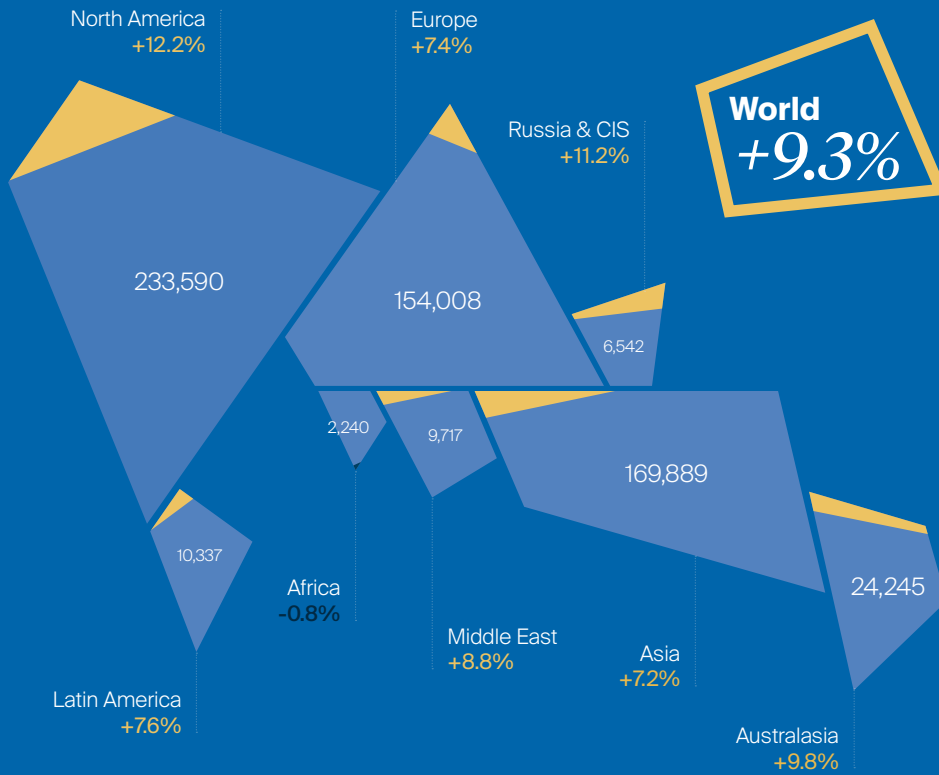 North America
+12.2%
Europe
+7.4%
Russia & CIS
+11.2%
World
+9.3%
233,590
154,008
6,542
2,240
9,717
169,889
10,337
24,245
Africa
-0.8%
Middle East
+8.8%
Asia
+7.2%
Latin America
+7.6%
Australasia
+9.8%